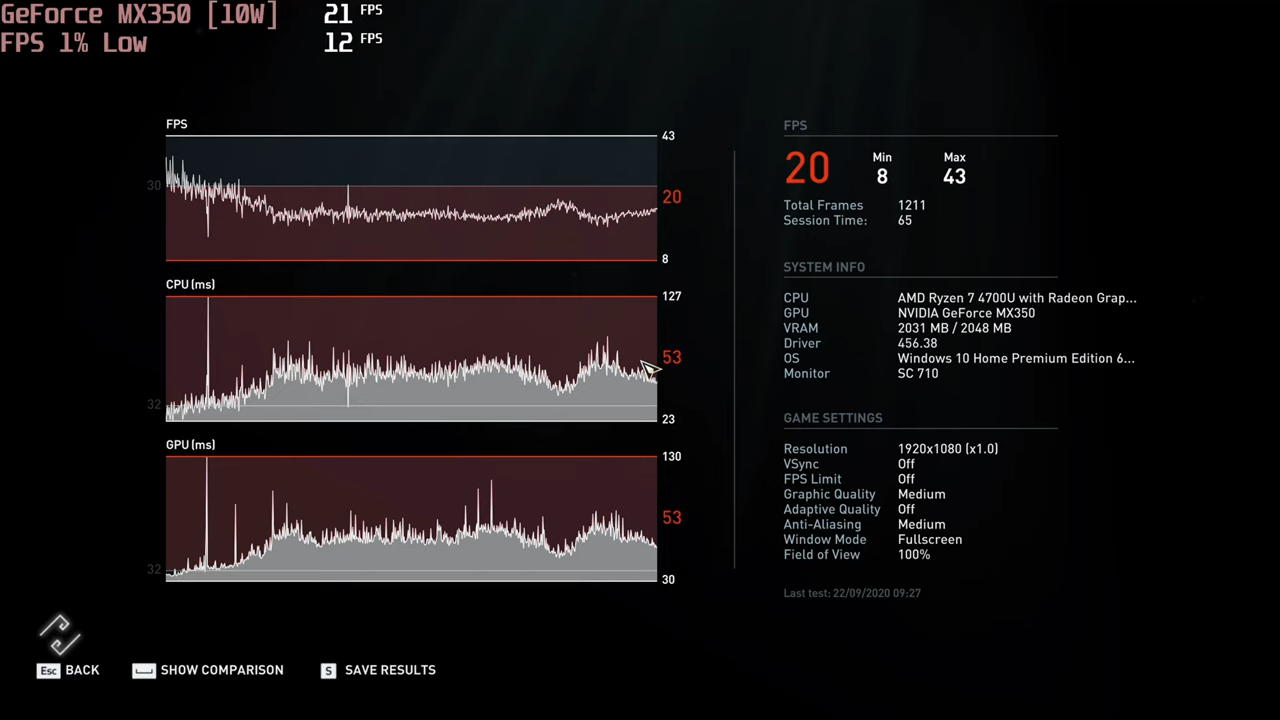 GeForce MX350 [10W] 21 FPS
FPS 1% Low 12 FPS
FPS
43
30
20
8
CPU (ms)
127
53
32
23
GPU (ms)
130
53
32
30
FPS
20 Min 8 Max 43
Total Frames 1211
Session Time: 65
SYSTEM INFO
CPU AMD Ryzen 7 4700U with Radeon Grap...
GPU NVIDIA GeForce MX350
VRAM 2031 MB / 2048 MB
Driver 456.38
OS Windows 10 Home Premium Edition 6...
Monitor SC 710
GAME SETTINGS
Resolution 1920x1080 (x1.0)
VSync Off
FPS Limit Off
Graphic Quality Medium
Adaptive Quality Off
Anti-Aliasing Medium
Window Mode Fullscreen
Field of View 100%
Last test: 22/09/2020 09:27
Esc BACK SHOW COMPARISON S SAVE RESULTS